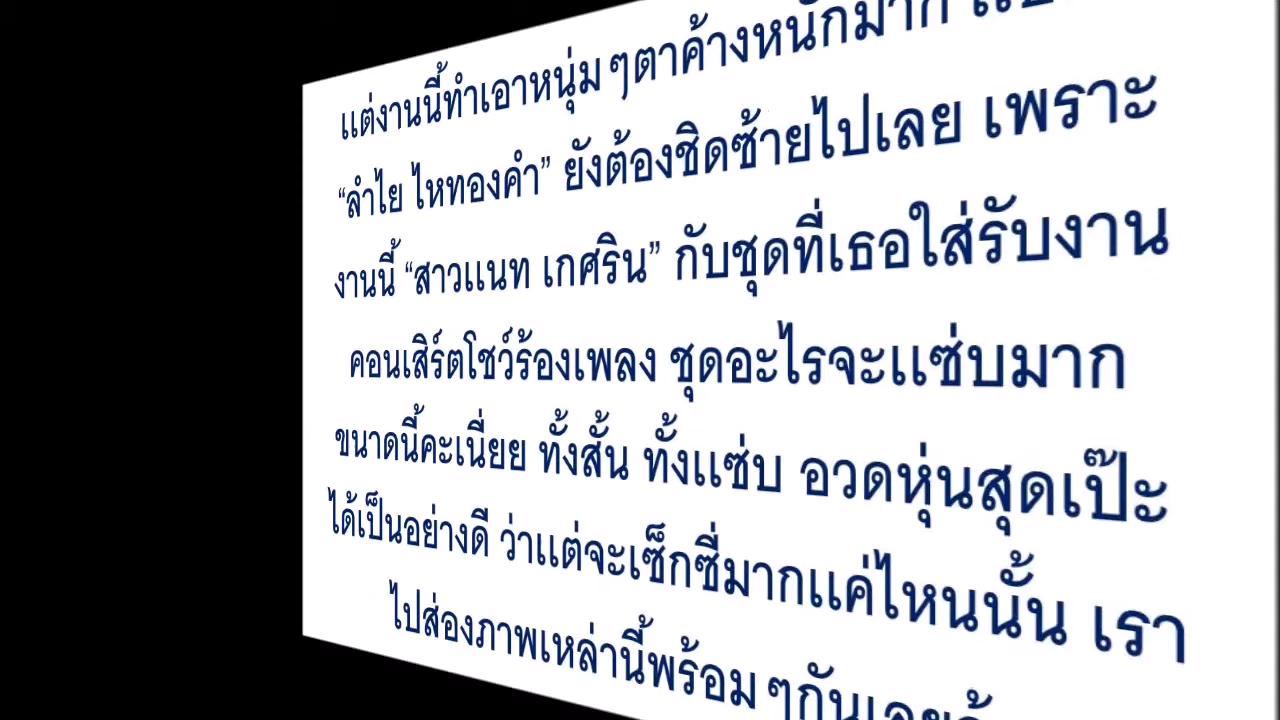 แต่งานนี้ทำเอาหนุ่มๆตาค้างหนักมาก
“ลำไย ไหทองคำ” ยังต้องชิดซ้ายไปเลย เพราะ
งานนี้ “สาวแนท เกศริน” กับชุดที่เธอใส่รับงาน
คอนเสิร์ตโชว์ร้องเพลง ชุดอะไรจะแซ่บมาก
ขนาดนี้คะเนี่ยย ทั้งสั้น ทั้งแซ่บ อวดหุ่นสุดเป๊ะ
ได้เป็นอย่างดี ว่าแต่จะเซ็กซี่มากแค่ไหนนั้น เรา
ไปส่องภาพเหล่านี้พร้อมๆกันเลย